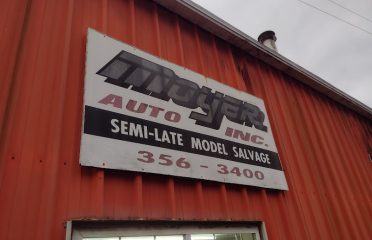 moyer
AUTO INC.
SEMI-LATE MODEL SALVAGE
356-3400